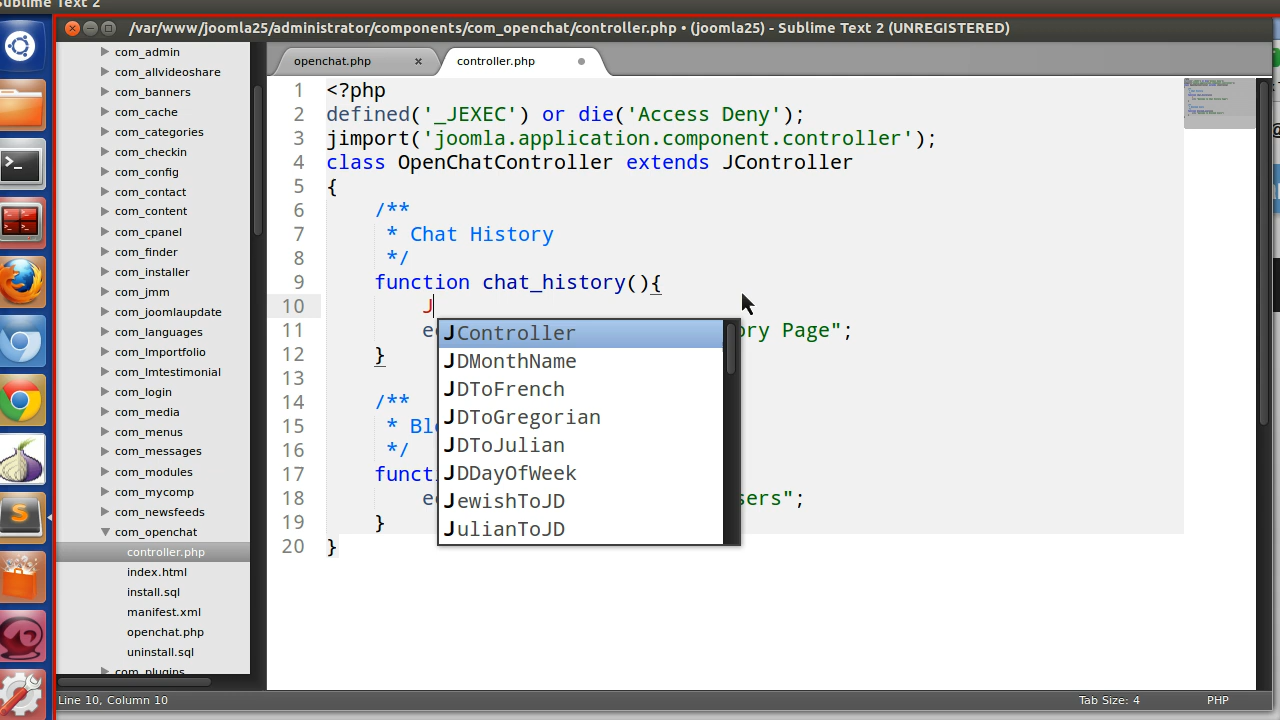 Sublime Text 2
/var/www/joomla25/administrator/components/com_openchat/controller.php • (joomla25) - Sublime Text 2 (UNREGISTERED)
com_admin
com_allvideoshare
com_banners
com_cache
com_categories
com_checkin
com_config
com_contact
com_content
com_cpanel
com_finder
com_installer
com_jmm
com_joomlaupdate
com_languages
com_lmportfolio
com_lmtestimonial
com_login
com_media
com_menus
com_messages
com_modules
com_mycomp
com_newsfeeds
com_openchat
controller.php
index.html
install.sql
manifest.xml
openchat.php
uninstall.sql
com_plugins
openchat.php ×
controller.php
1 <?php
2 defined('_JEXEC') or die('Access Deny');
3 jimport('joomla.application.component.controller');
4 class OpenChatController extends JController
5 {
6 /**
7 * Chat History
8 */
9 function chat_history(){
10 J
11 ory Page";
12 }
13
14 /**
15 * Bl
16 */
17 functi
18 sers";
19 }
20 }
JController
JDMonthName
JDToFrench
JDToGregorian
JDToJulian
JDDayOfWeek
JewishToJD
JulianToJD
Line 10, Column 10
Tab Size: 4
PHP